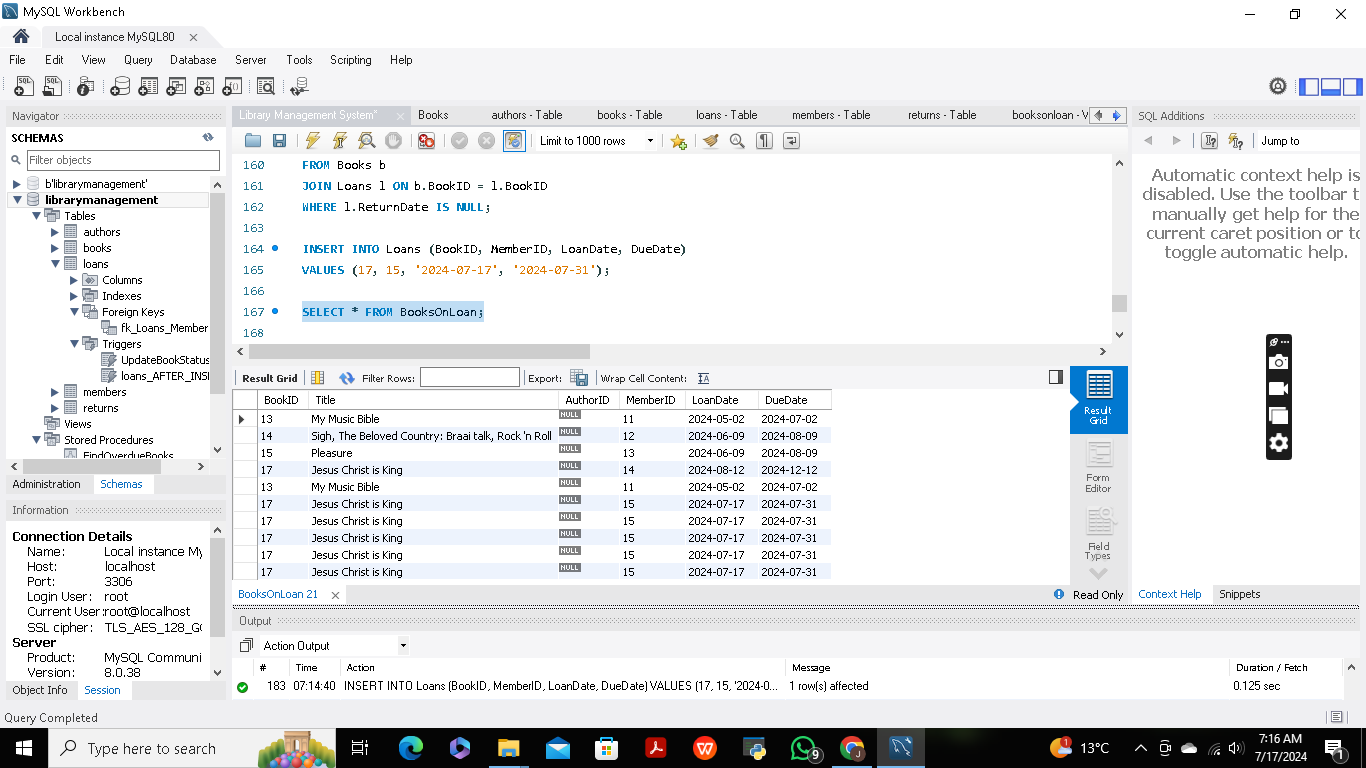 MySQL Workbench
Local instance MySQL80
File Edit View Query Database Server Tools Scripting Help
Navigator
SCHEMAS
Filter objects
b'librarymanagement'
librarymanagement
Tables
authors
books
loans
Columns
Indexes
Foreign Keys
fk_Loans_Member
Triggers
UpdateBookStatus
loans_AFTER_INSI
members
returns
Views
Stored Procedures
FindOverdueBooks
Administration Schemas
Information
Connection Details
Name: Local instance My
Host: localhost
Port: 3306
Login User: root
Current User: root@localhost
SSL cipher: TLS_AES_128_GC
Server
Product: MySQL Communi
Version: 8.0.38
Object Info Session
Query Completed
Library Management System* Books authors - Table books - Table loans - Table members - Table returns - Table booksonloan - V
Limit to 1000 rows
160 FROM Books b
161 JOIN Loans l ON b.BookID = l.BookID
162 WHERE l.ReturnDate IS NULL;
163
164 INSERT INTO Loans (BookID, MemberID, LoanDate, DueDate)
165 VALUES (17, 15, '2024-07-17', '2024-07-31');
166
167 SELECT * FROM BooksOnLoan;
168
Result Grid Filter Rows: Export: Wrap Cell Content:
BookID Title AuthorID MemberID LoanDate DueDate
13 My Music Bible NULL 11 2024-05-02 2024-07-02
14 Sigh, The Beloved Country: Braai talk, Rock 'n Roll NULL 12 2024-06-09 2024-08-09
15 Pleasure NULL 13 2024-06-09 2024-08-09
17 Jesus Christ is King NULL 14 2024-08-12 2024-12-12
13 My Music Bible NULL 11 2024-05-02 2024-07-02
17 Jesus Christ is King NULL 15 2024-07-17 2024-07-31
17 Jesus Christ is King NULL 15 2024-07-17 2024-07-31
17 Jesus Christ is King NULL 15 2024-07-17 2024-07-31
17 Jesus Christ is King NULL 15 2024-07-17 2024-07-31
17 Jesus Christ is King NULL 15 2024-07-17 2024-07-31
Result
Grid
Form
Editor
Field
Types
BooksOnLoan 21 Read Only
Output
Action Output
# Time Action Message Duration / Fetch
183 07:14:40 INSERT INTO Loans (BookID, MemberID, LoanDate, DueDate) VALUES (17, 15, '2024-0... 1 row(s) affected 0.125 sec
SQL Additions
Jump to
Automatic context help is
disabled. Use the toolbar t
manually get help for the
current caret position or to
toggle automatic help.
Context Help Snippets
Type here to search
9
1 13°C
7:16 AM
7/17/2024
1